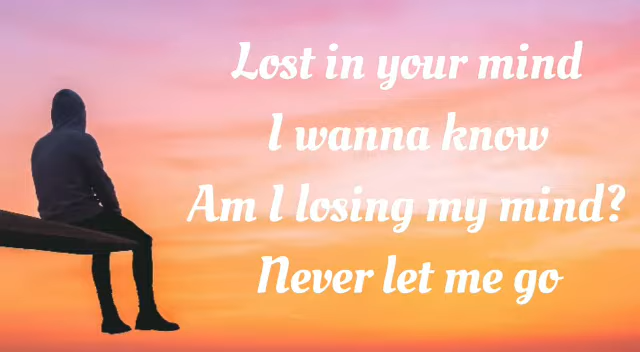 Lost in your mind
I wanna know
Am I losing my mind?
Never let me go